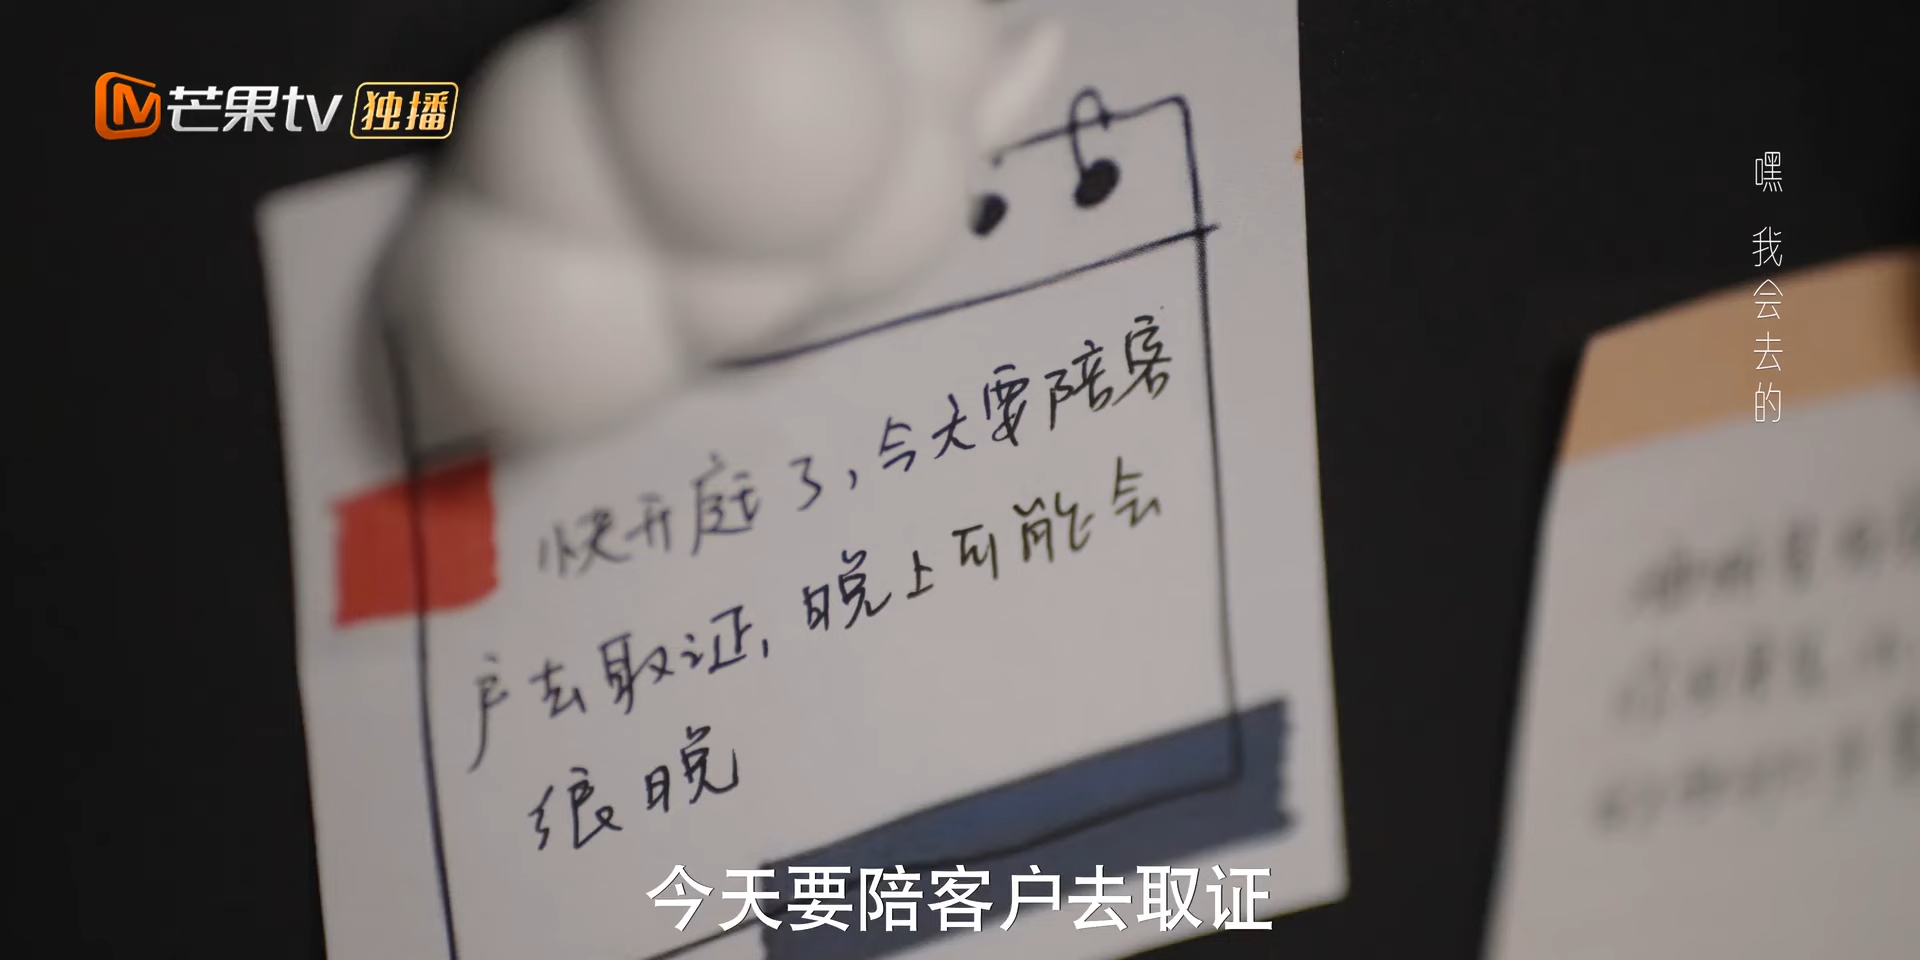 芒果tv 独播
嘿 我会去的
快开庭了,今天要陪客
户去取证,晚上可能会
很晚
今天要陪客户去取证